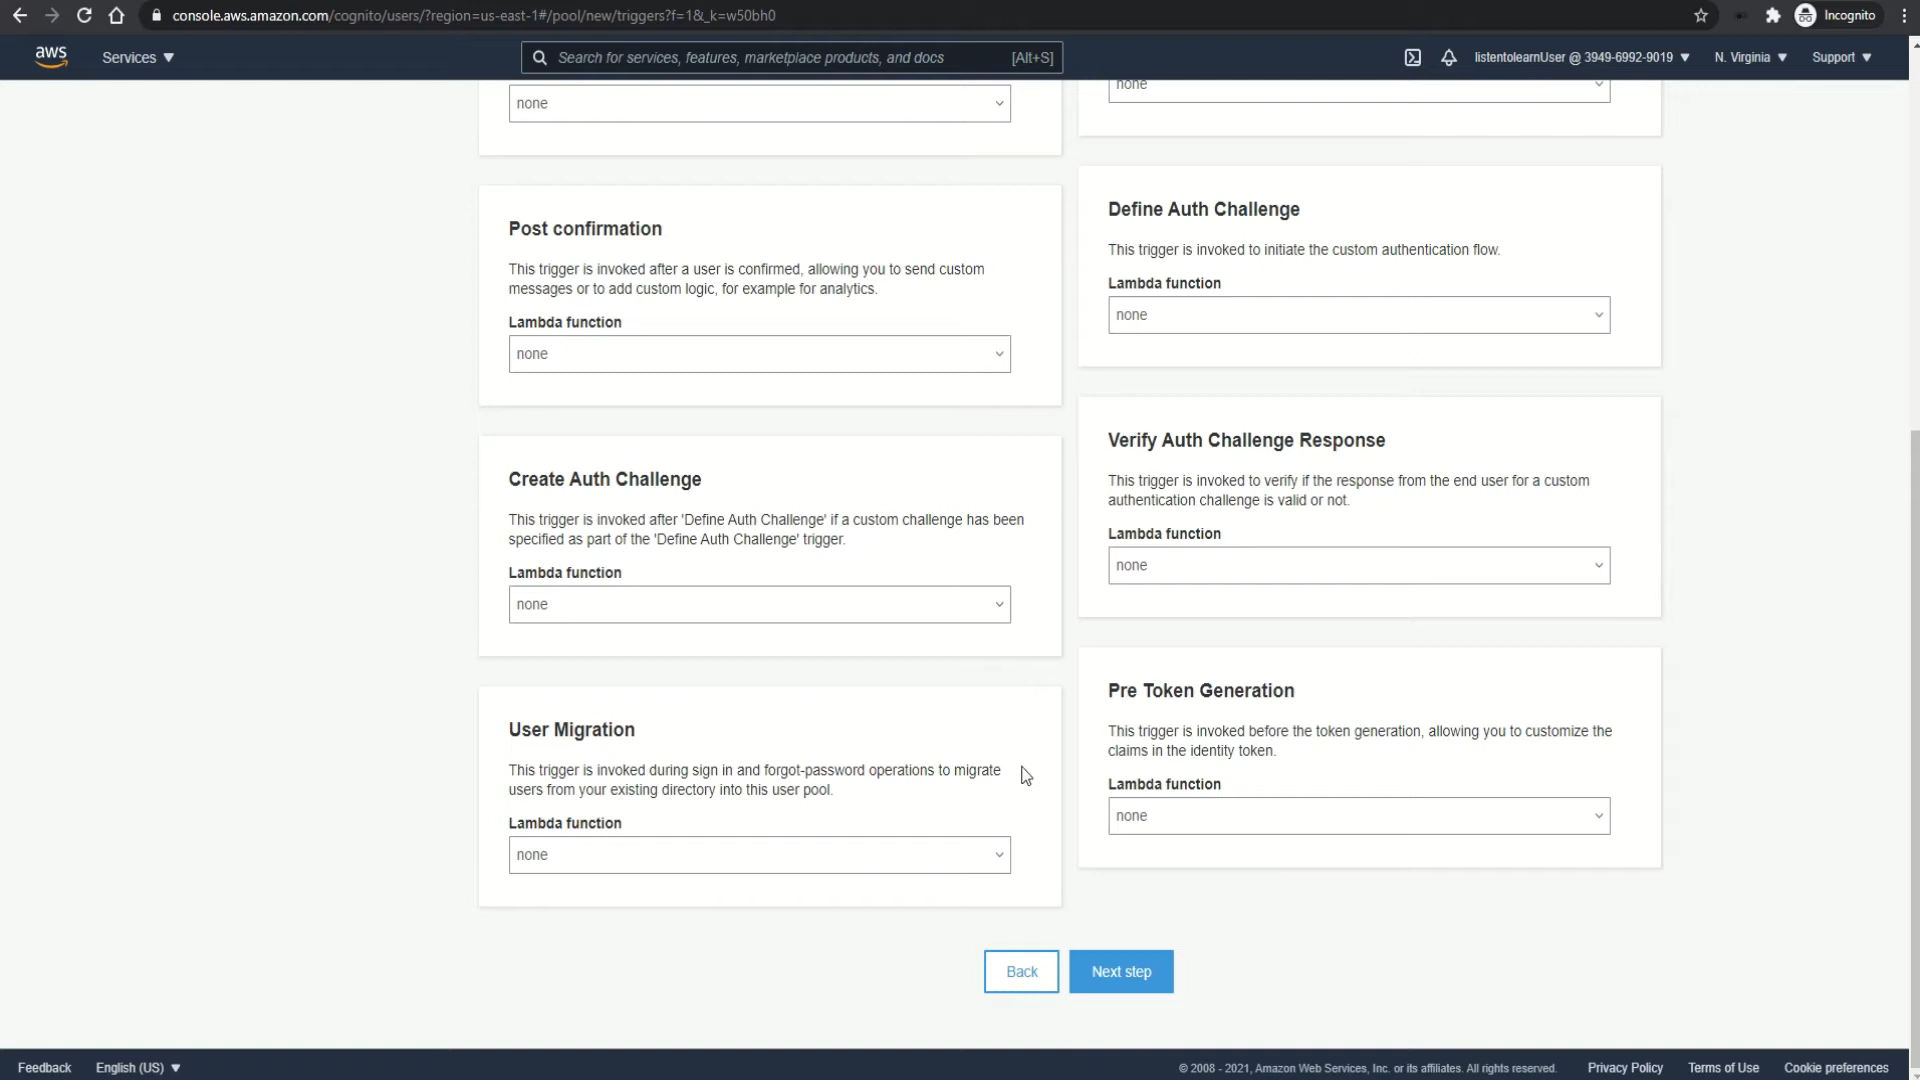 console.aws.amazon.com/cognito/users/?region=us-east-1#/pool/new/triggers?f=1&_k=w50bh0
Incognito
aws
Services
Search for services, features, marketplace products, and docs
[Alt+S]
listentolearnUser @ 3949-6992-9019
N. Virginia
Support
none
none
Post confirmation
This trigger is invoked after a user is confirmed, allowing you to send custom
messages or to add custom logic, for example for analytics.
Lambda function
none
Define Auth Challenge
This trigger is invoked to initiate the custom authentication flow.
Lambda function
none
Create Auth Challenge
This trigger is invoked after 'Define Auth Challenge' if a custom challenge has been
specified as part of the 'Define Auth Challenge' trigger.
Lambda function
none
Verify Auth Challenge Response
This trigger is invoked to verify if the response from the end user for a custom
authentication challenge is valid or not.
Lambda function
none
User Migration
This trigger is invoked during sign in and forgot-password operations to migrate
users from your existing directory into this user pool.
Lambda function
none
Pre Token Generation
This trigger is invoked before the token generation, allowing you to customize the
claims in the identity token.
Lambda function
none
Back
Next step
Feedback
English (US)
© 2008 - 2021, Amazon Web Services, Inc. or its affiliates. All rights reserved.
Privacy Policy
Terms of Use
Cookie preferences